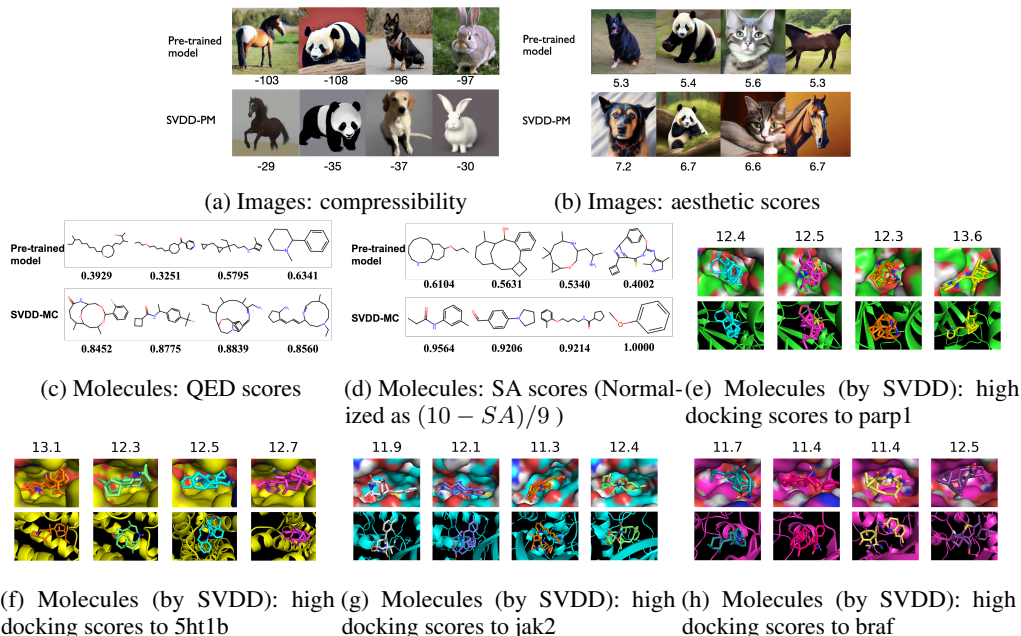 Pre-trained
model
-103 -108 -96 -97
SVDD-PM
-29 -35 -37 -30
(a) Images: compressibility
Pre-trained
model
5.3 5.4 5.6 5.3
SVDD-PM
7.2 6.7 6.6 6.7
(b) Images: aesthetic scores
Pre-trained
model
0.3929 0.3251 0.5795 0.6341
SVDD-MC
0.8452 0.8775 0.8839 0.8560
(c) Molecules: QED scores
Pre-trained
model
0.6104 0.5631 0.5340 0.4002
SVDD-MC
0.9564 0.9206 0.9214 1.0000
(d) Molecules: SA scores (Normal-
ized as (10 − SA)/9 )
12.4 12.5 12.3 13.6
(e) Molecules (by SVDD): high
docking scores to parp1
13.1 12.3 12.5 12.7
(f) Molecules (by SVDD): high
docking scores to 5ht1b
11.9 12.1 11.3 12.4
(g) Molecules (by SVDD): high
docking scores to jak2
11.7 11.4 11.4 12.5
(h) Molecules (by SVDD): high
docking scores to braf